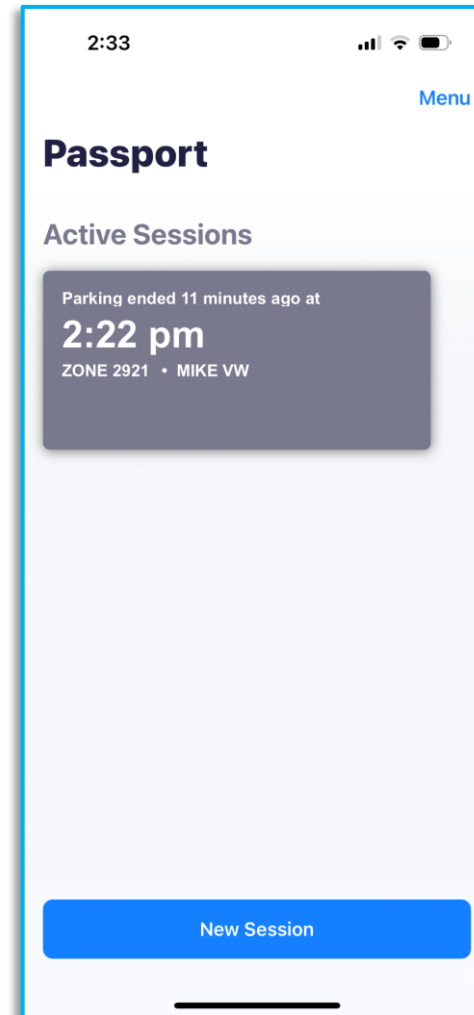 2:33
Menu
Passport
Active Sessions
Parking ended 11 minutes ago at
2:22 pm
ZONE 2921 • MIKE VW
New Session